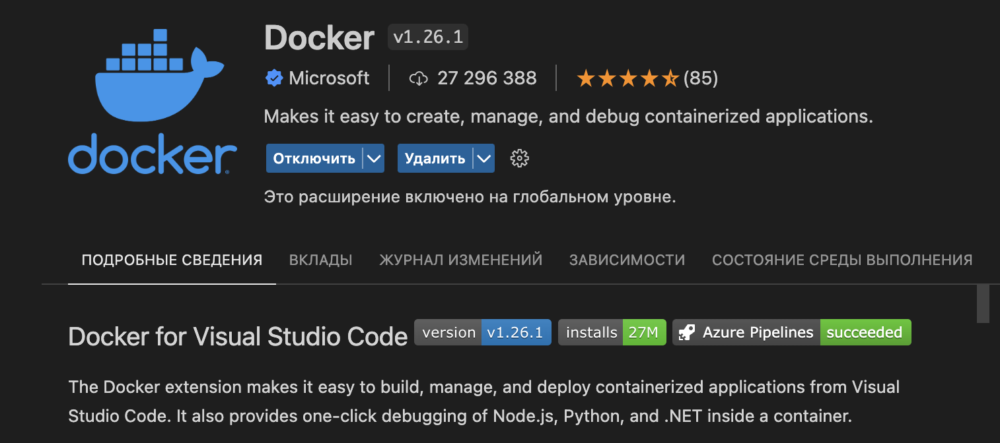 Docker v1.26.1
Microsoft 27 296 388 (85)
Makes it easy to create, manage, and debug containerized applications.
docker
Отключить Удалить
Это расширение включено на глобальном уровне.
ПОДРОБНЫЕ СВЕДЕНИЯ ВКЛАДЫ ЖУРНАЛ ИЗМЕНЕНИЙ ЗАВИСИМОСТИ СОСТОЯНИЕ СРЕДЫ ВЫПОЛНЕНИЯ
Docker for Visual Studio Code version v1.26.1 installs 27M Azure Pipelines succeeded
The Docker extension makes it easy to build, manage, and deploy containerized applications from Visual
Studio Code. It also provides one-click debugging of Node.js, Python, and .NET inside a container.